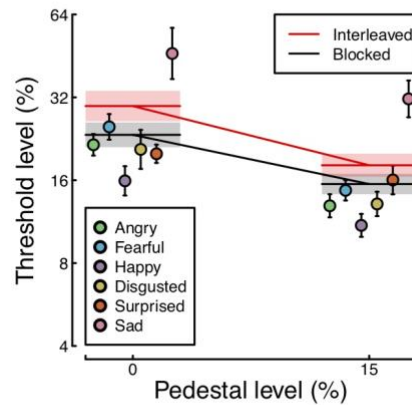 64
32
16
8
4
Threshold level (%)
Interleaved
Blocked
Angry
Fearful
Happy
Disgusted
Surprised
Sad
0
15
Pedestal level (%)